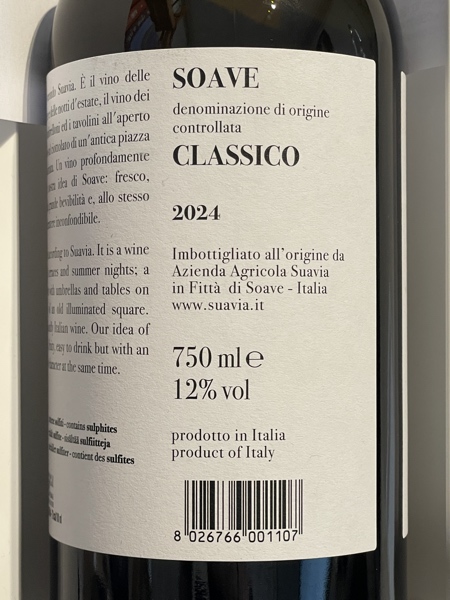 Suavia. È il vino delle
notti d'estate, il vino dei
ed i tavolini all'aperto
di un'antica piazza
Un vino profondamente
idea di Soave: fresco,
bevibilità e, allo stesso
inconfondibile.
to Suavia. It is a wine
and summer nights; a
umbrellas and tables on
old illuminated square.
Italian wine. Our idea of
easy to drink but with an
at the same time.
contains sulphites
sulfiitteja
contient des sulfites
SOAVE
denominazione di origine
controllata
CLASSICO
2024
Imbottigliato all'origine da
Azienda Agricola Suavia
in Fittà di Soave - Italia
www.suavia.it
750 ml ℮
12% vol
prodotto in Italia
product of Italy
8 026766 001107